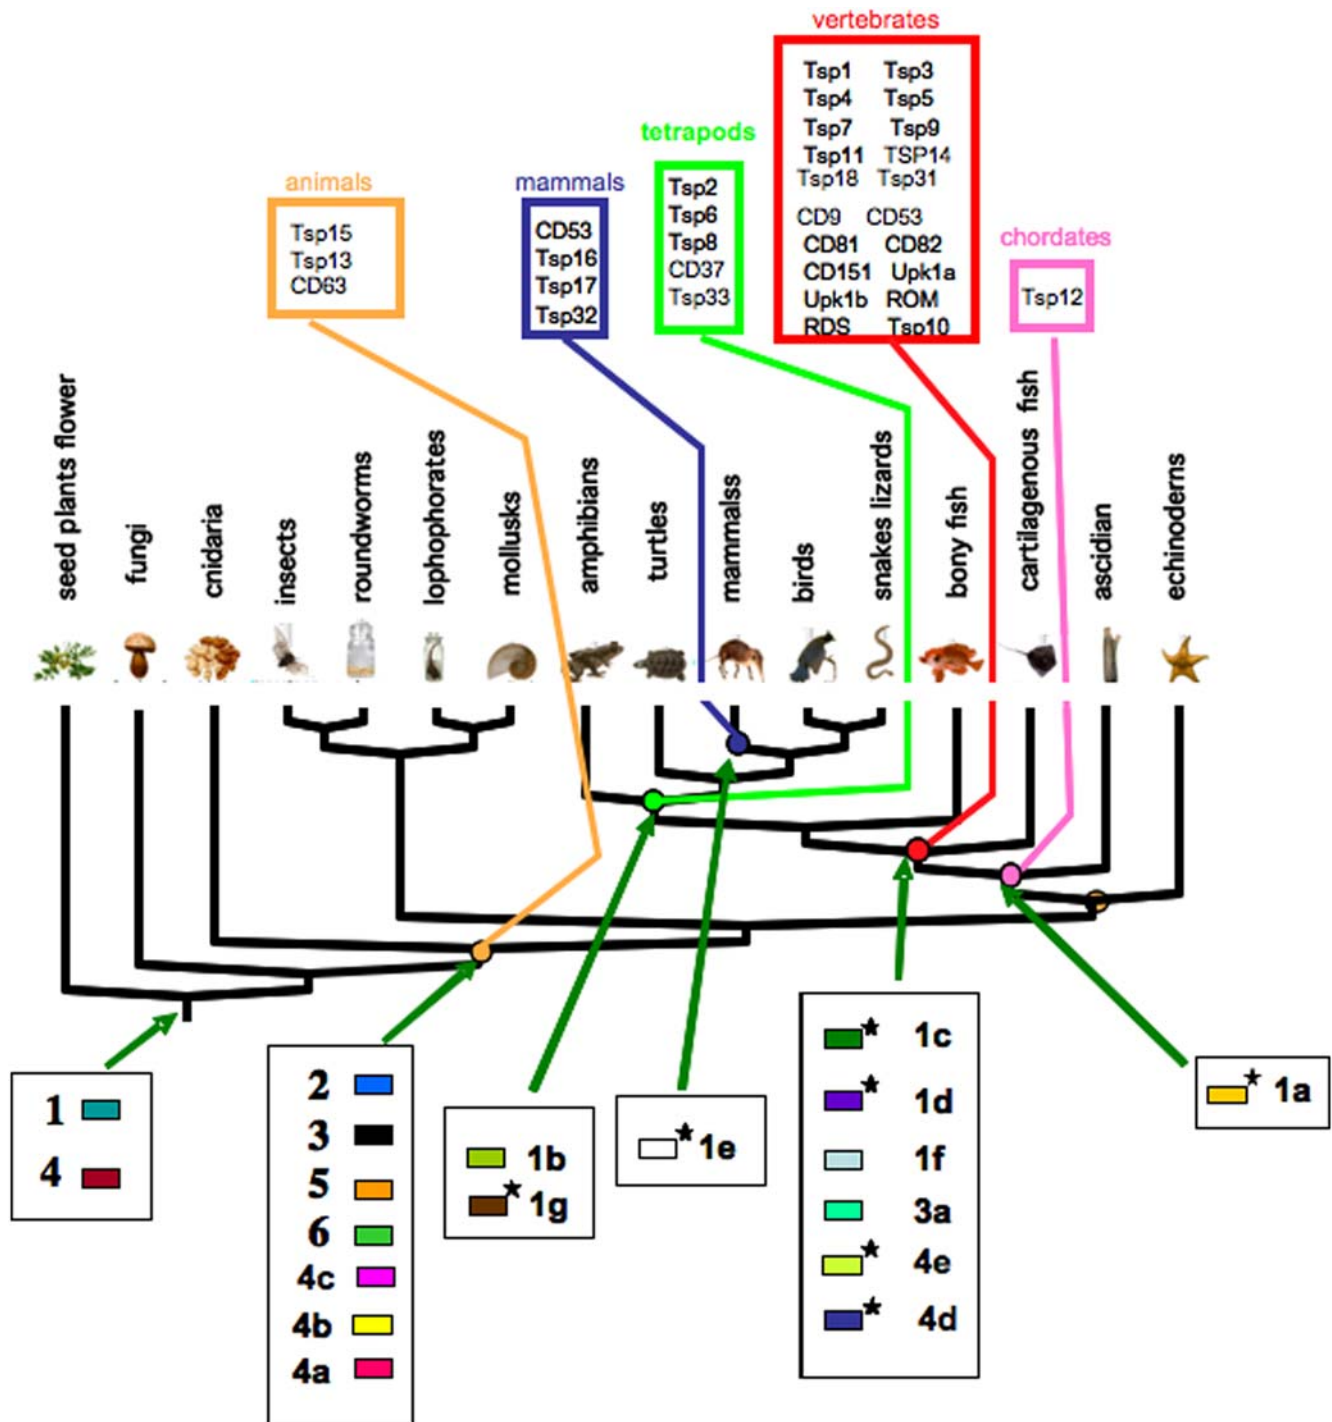 vertebrates
Tsp1 Tsp3
Tsp4 Tsp5
Tsp7 Tsp9
Tsp11 TSP14
Tsp18 Tsp31
CD9 CD53
CD81 CD82
CD151 Upk1a
Upk1b ROM
RDS Tsp10
tetrapods
Tsp2
Tsp6
Tsp8
CD37
Tsp33
animals
Tsp15
Tsp13
CD63
mammals
CD53
Tsp16
Tsp17
Tsp32
chordates
Tsp12
seed plants flower
fungi
cnidaria
insects
roundworms
lophophorates
mollusks
amphibians
turtles
mammalss
birds
snakes lizards
bony fish
cartilagenous fish
ascidian
echinoderns
1
4
2
3
5
6
4c
4b
4a
1b
1g
1e
1c
1d
1f
3a
4e
4d
1a